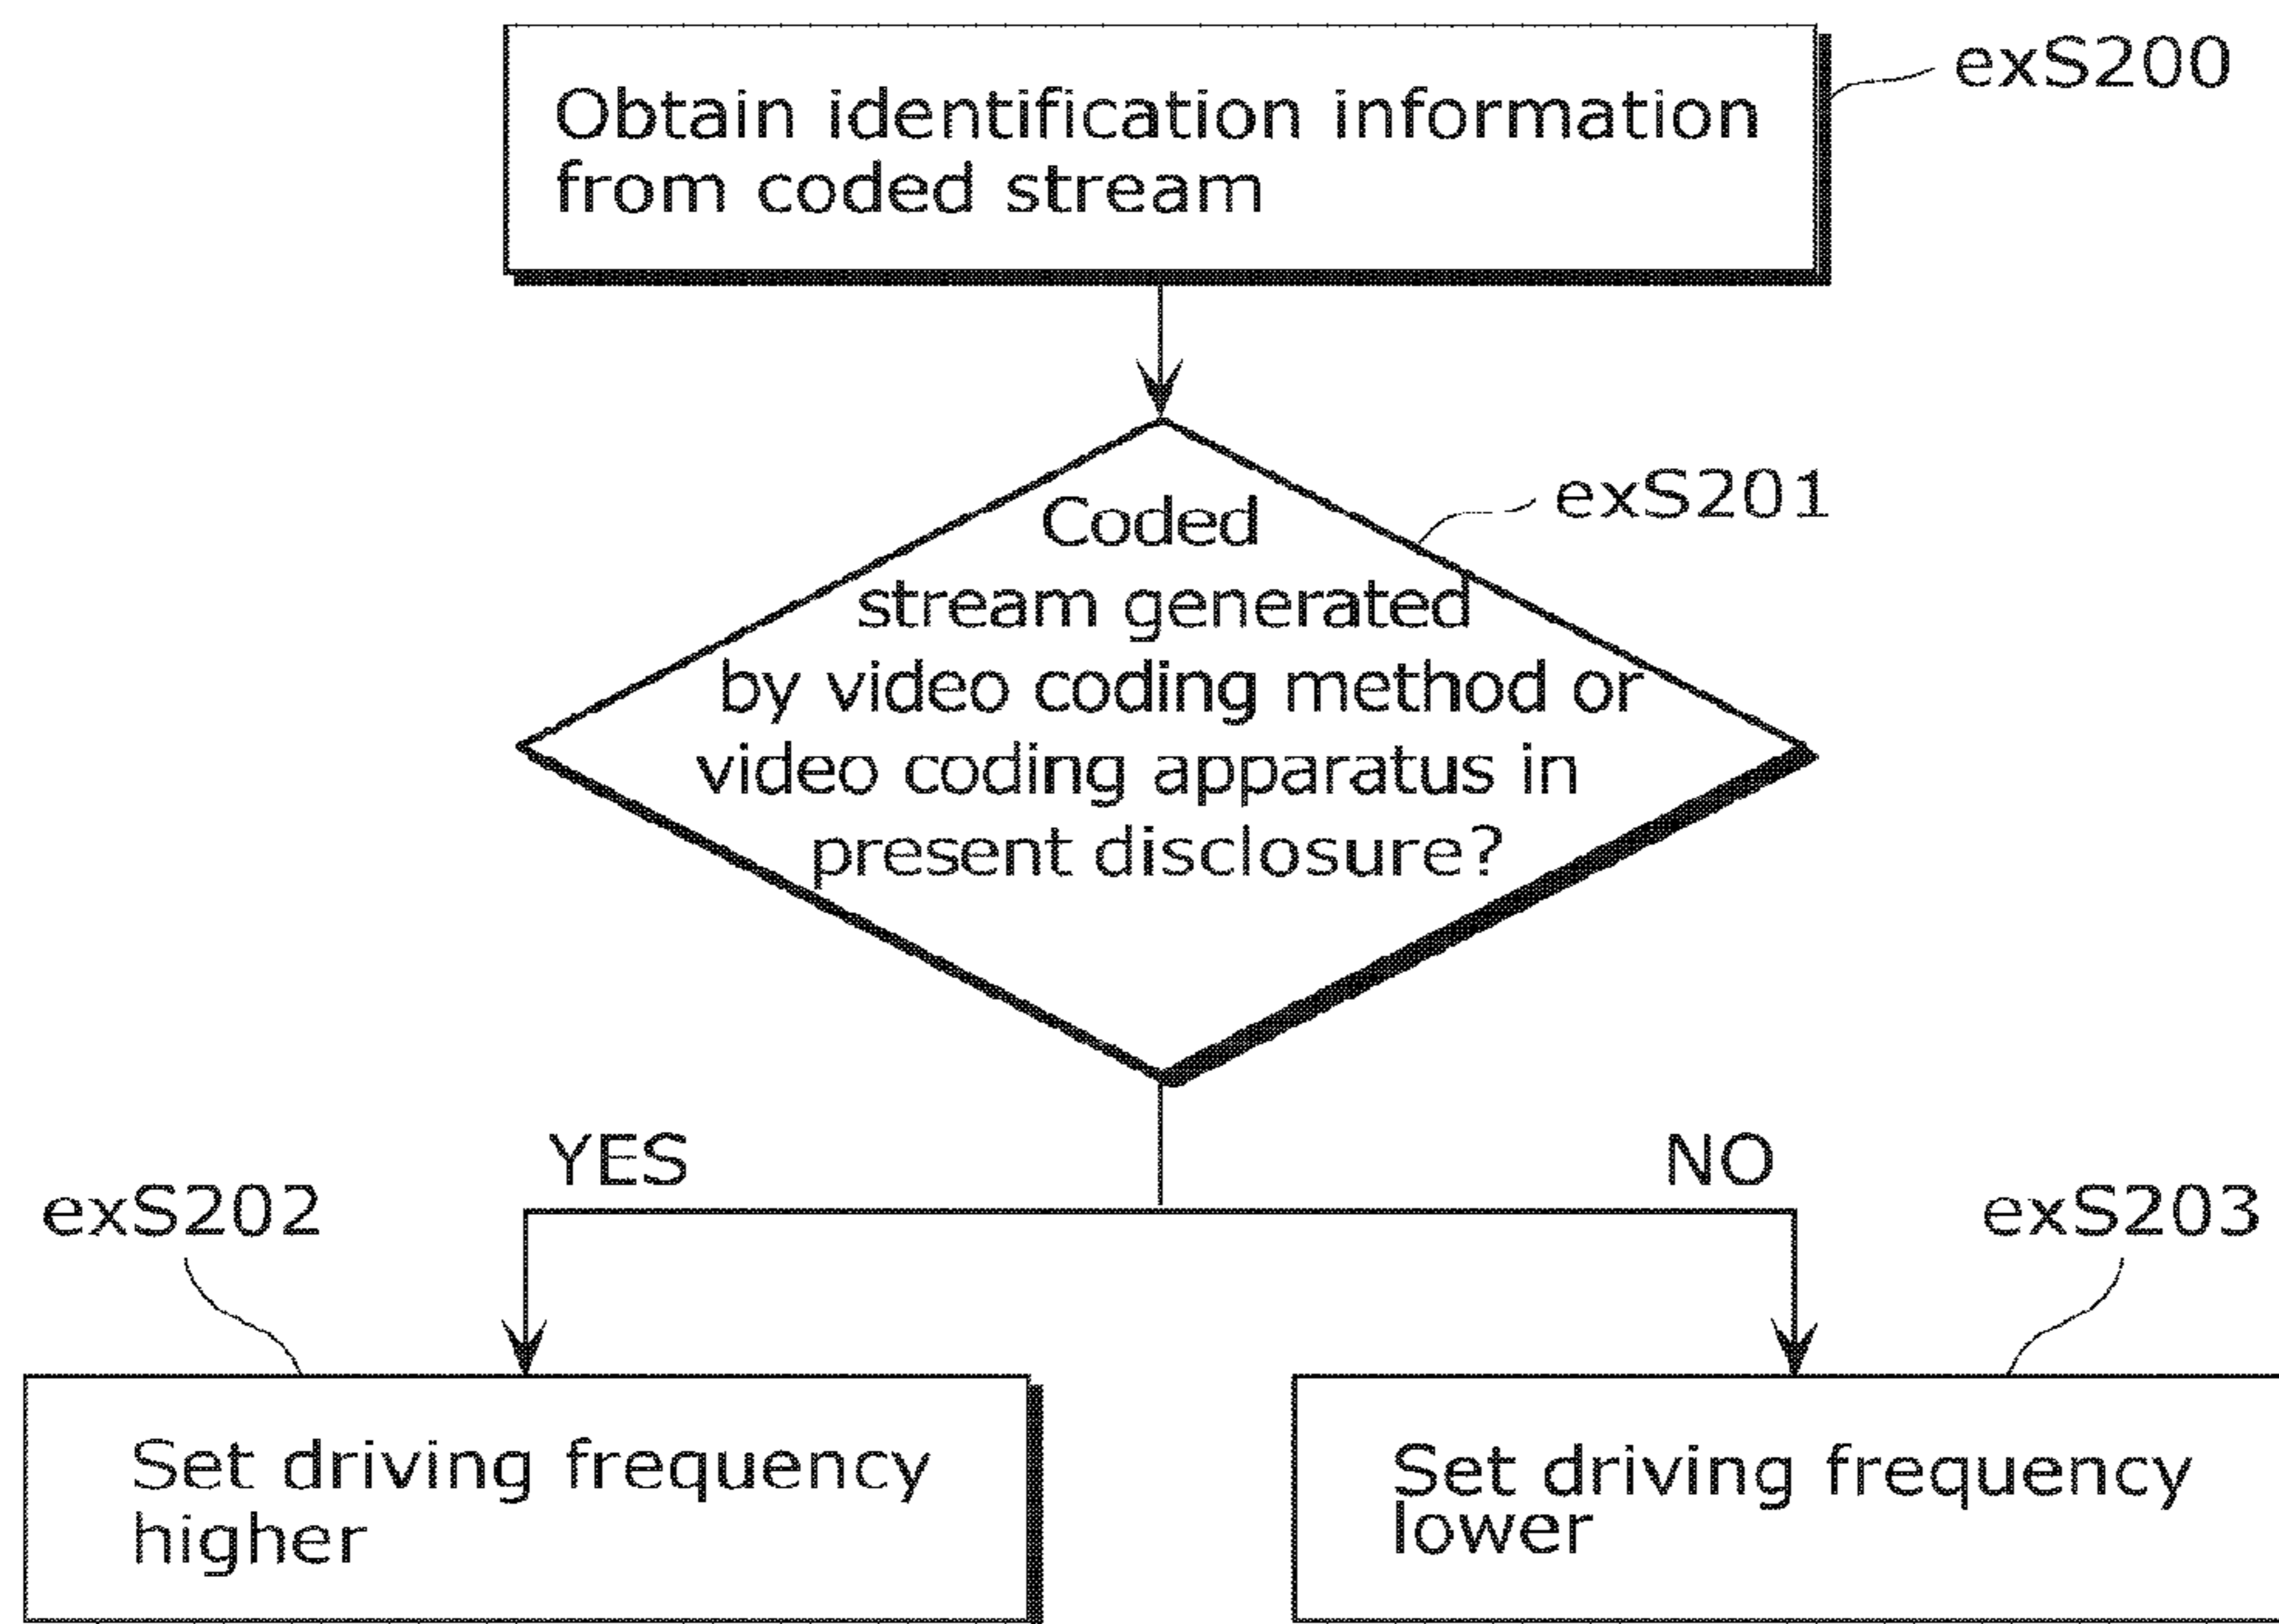 Obtain identification information
from coded stream
exS200
Coded
stream generated
by video coding method or
video coding apparatus in
present disclosure?
exS201
YES
NO
exS202
exS203
Set driving frequency
higher
Set driving frequency
lower